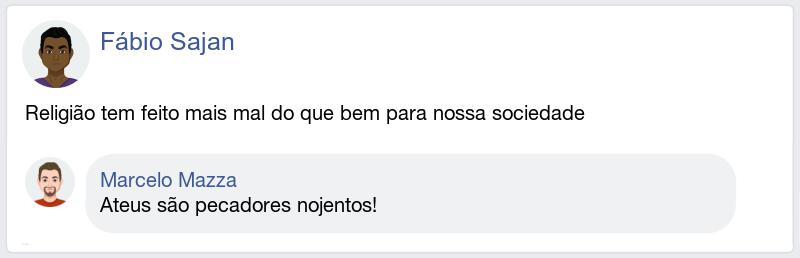 Fábio Sajan
Religião tem feito mais mal do que bem para nossa sociedade
Marcelo Mazza
Ateus são pecadores nojentos!